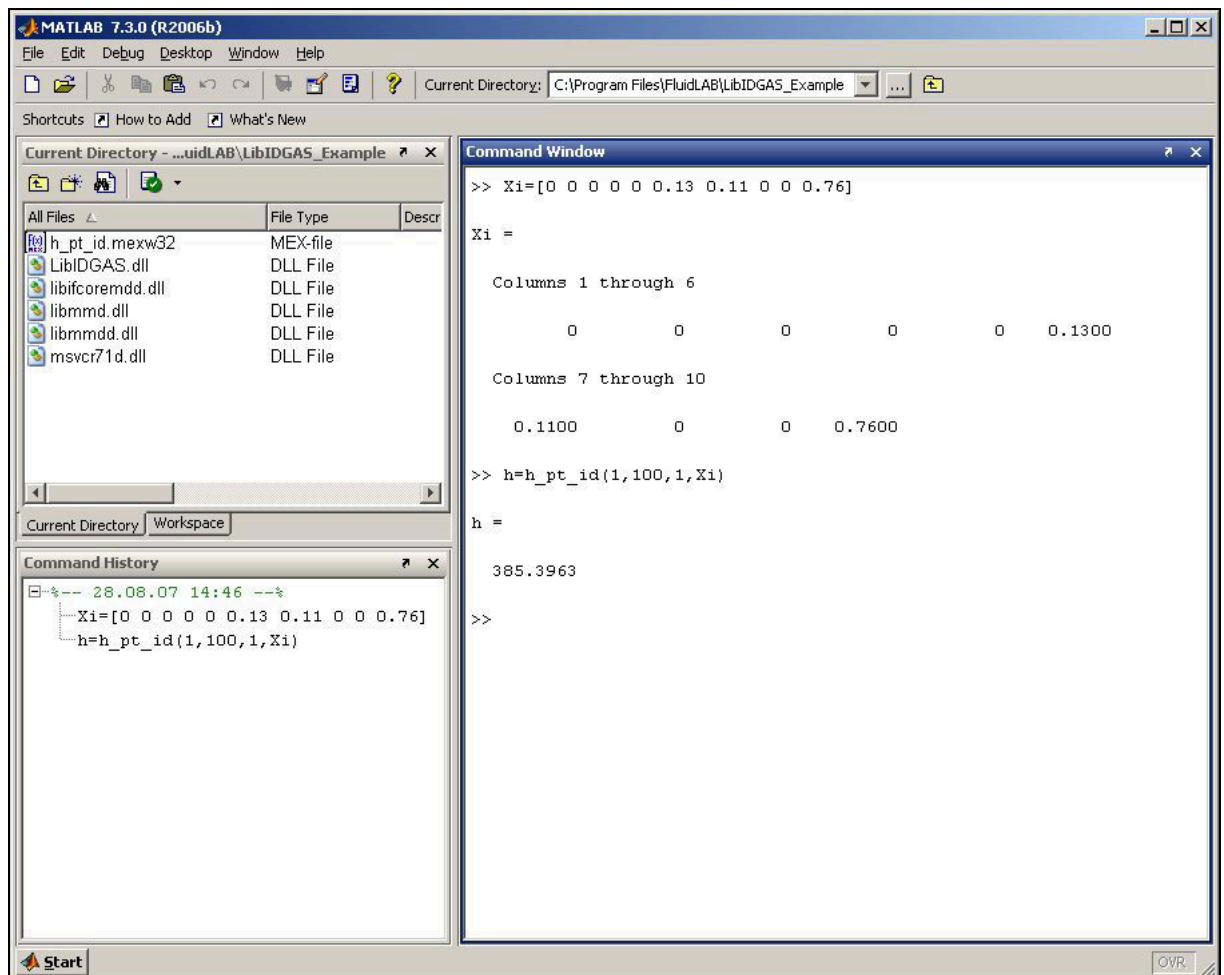 MATLAB 7.3.0 (R2006b)
File Edit Debug Desktop Window Help
Current Directory: C:\Program Files\FluidLAB\LibIDGAS_Example ...
Shortcuts How to Add What's New
Current Directory - ...uidLAB\LibIDGAS_Example
All Files File Type Descr
h_pt_id.mexw32 MEX-file
LibIDGAS.dll DLL File
libifcoremdd.dll DLL File
libmmd.dll DLL File
libmmdd.dll DLL File
msvcr71d.dll DLL File
Current Directory Workspace
Command History
%-- 28.08.07 14:46 --%
Xi=[0 0 0 0 0 0.13 0.11 0 0 0.76]
h=h_pt_id(1,100,1,Xi)
Command Window
>> Xi=[0 0 0 0 0 0.13 0.11 0 0 0.76]
Xi =
Columns 1 through 6
0 0 0 0 0 0.1300
Columns 7 through 10
0.1100 0 0 0.7600
>> h=h_pt_id(1,100,1,Xi)
h =
385.3963
>>
Start
OVR